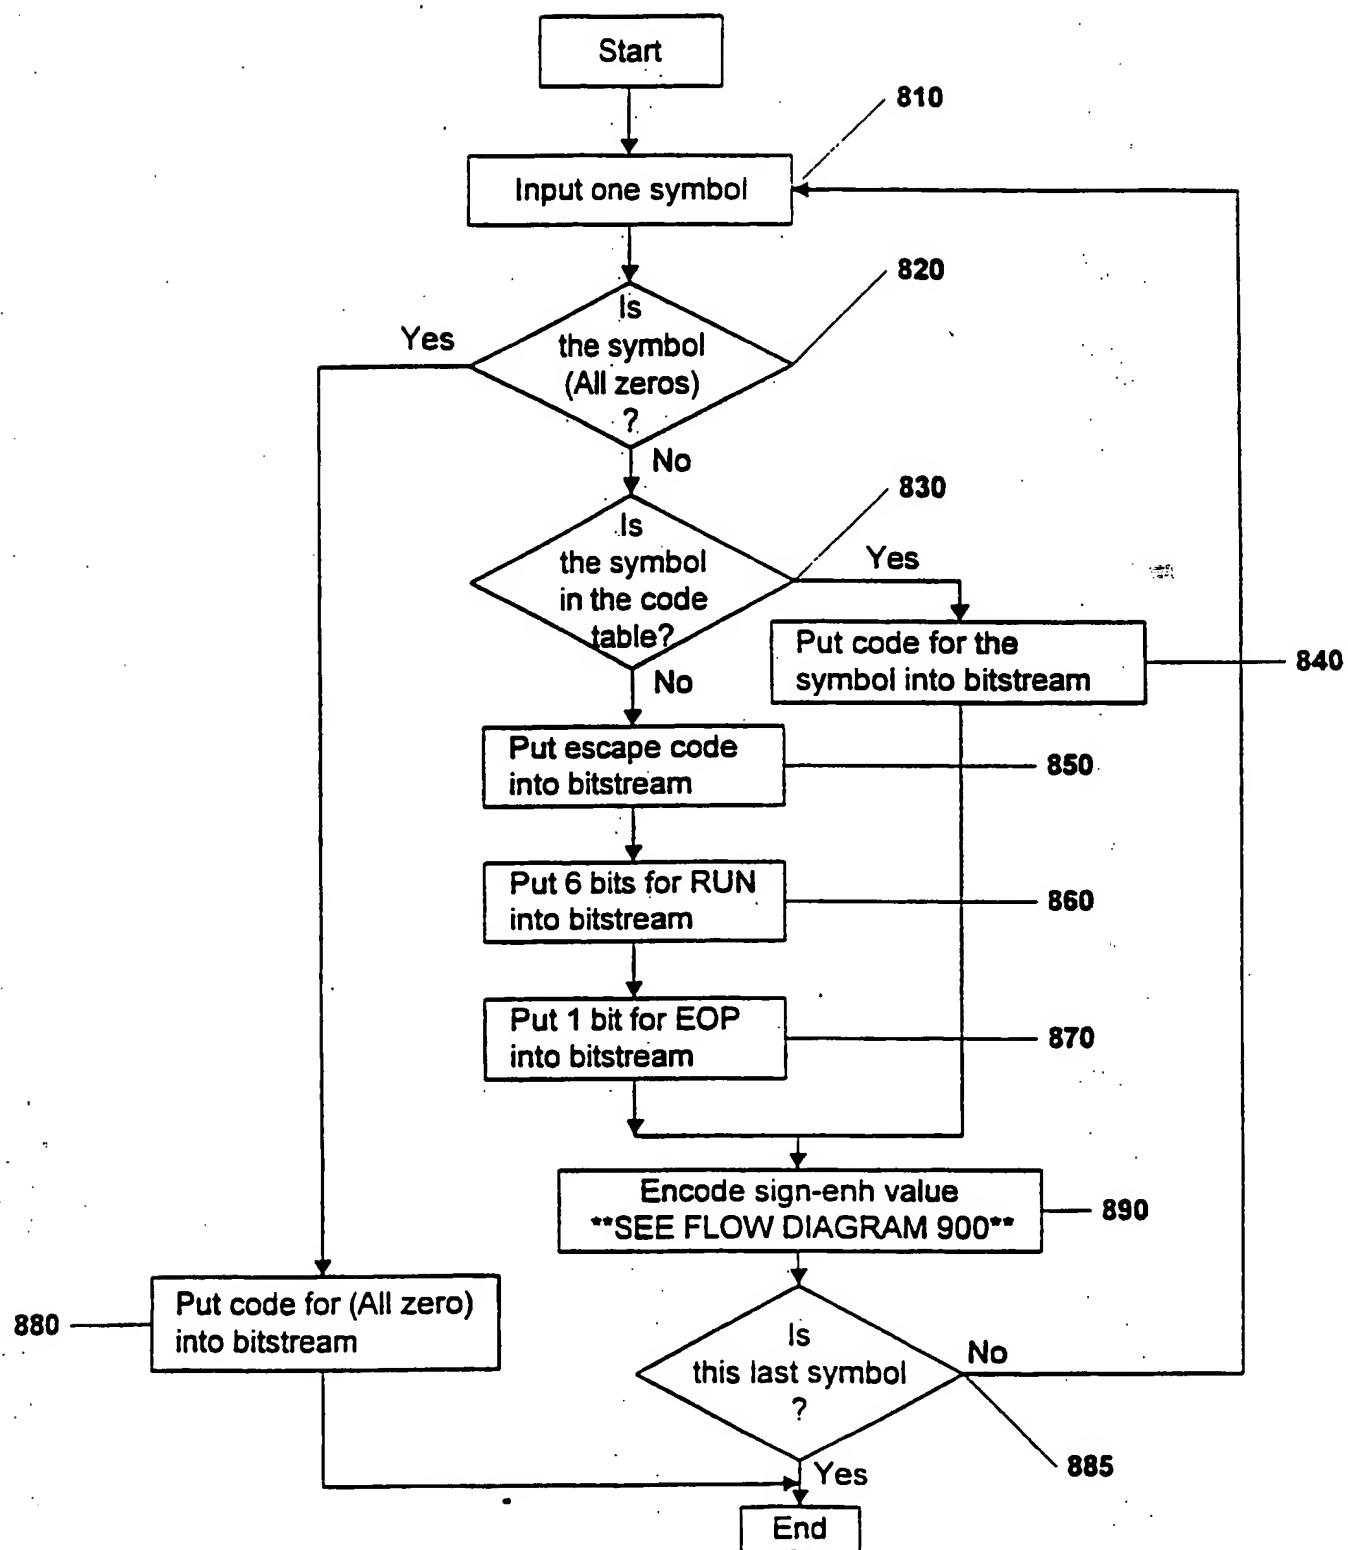 Start
810
Input one symbol
820
Is
the symbol
(All zeros)
?
Yes
No
830
Is
the symbol
in the code
table?
Yes
No
Put code for the
symbol into bitstream
840
Put escape code
into bitstream
850
Put 6 bits for RUN
into bitstream
860
Put 1 bit for EOP
into bitstream
870
Encode sign-enh value
**SEE FLOW DIAGRAM 900**
890
880
Put code for (All zero)
into bitstream
Is
this last symbol
?
No
885
Yes
End